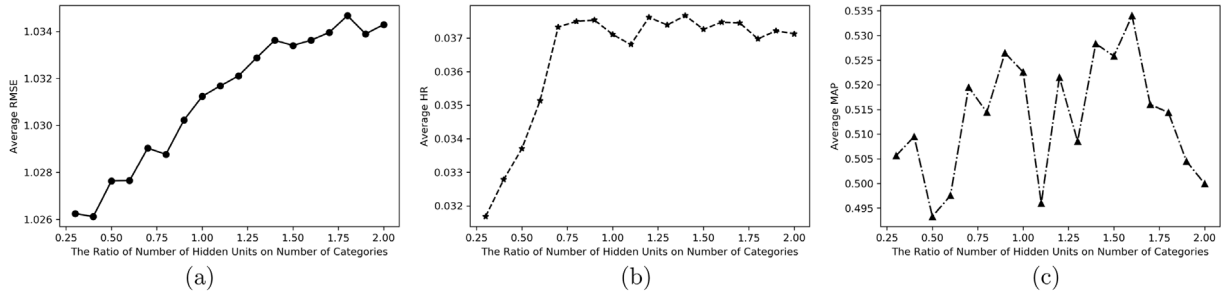 1.034
1.032
1.030
1.028
1.026
Average RMSE
0.25 0.50 0.75 1.00 1.25 1.50 1.75 2.00
The Ratio of Number of Hidden Units on Number of Categories
(a)
0.037
0.036
0.035
0.034
0.033
0.032
Average HR
0.25 0.50 0.75 1.00 1.25 1.50 1.75 2.00
The Ratio of Number of Hidden Units on Number of Categories
(b)
0.535
0.530
0.525
0.520
0.515
0.510
0.505
0.500
0.495
Average MAP
0.25 0.50 0.75 1.00 1.25 1.50 1.75 2.00
The Ratio of Number of Hidden Units on Number of Categories
(c)